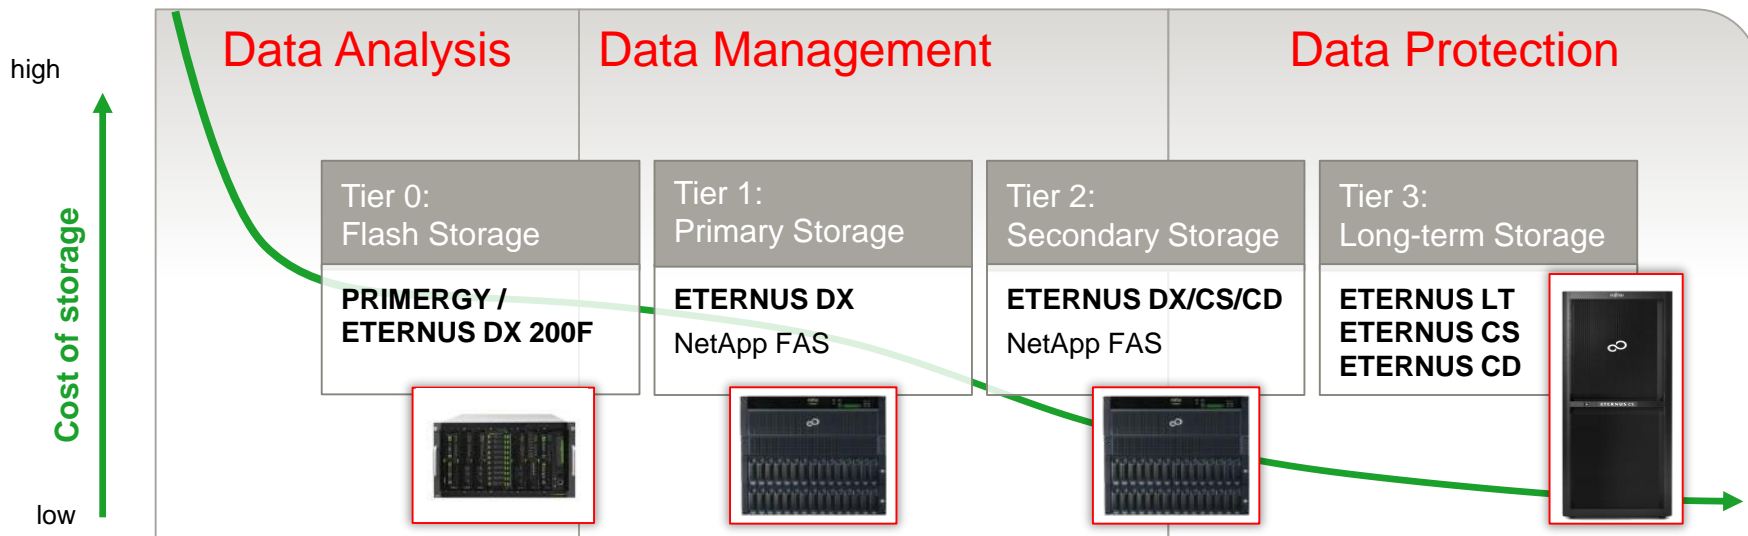 Data Analysis
Data Management
Data Protection
high
Cost of storage
low
Tier 0:
Flash Storage
PRIMERGY /
ETERNUS DX 200F
Tier 1:
Primary Storage
ETERNUS DX
NetApp FAS
Tier 2:
Secondary Storage
ETERNUS DX/CS/CD
NetApp FAS
Tier 3:
Long-term Storage
ETERNUS LT
ETERNUS CS
ETERNUS CD
ETERNUS CS